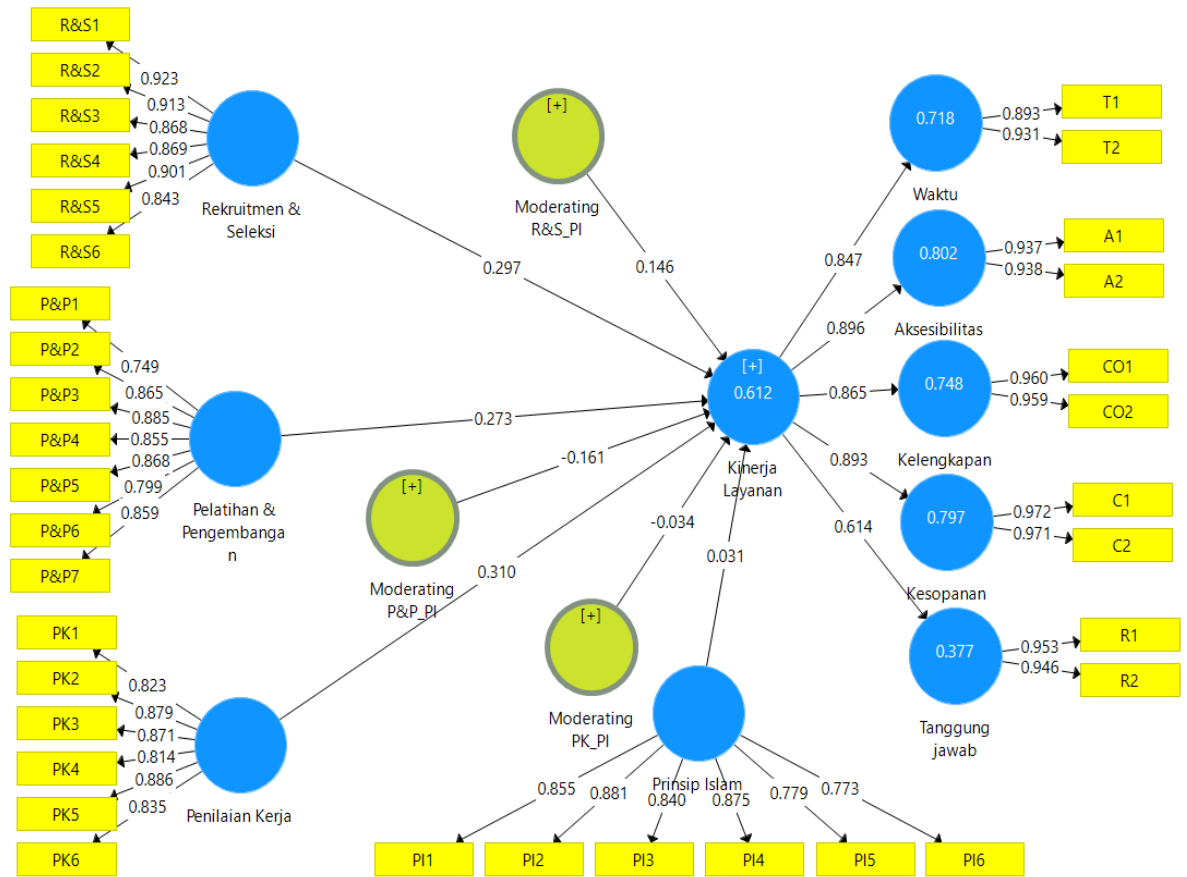 R&S1
R&S2
R&S3
R&S4
R&S5
R&S6
0.923
0.913
0.868
0.869
0.901
0.843
Rekruitmen &
Seleksi
P&P1
P&P2
P&P3
P&P4
P&P5
P&P6
P&P7
0.749
0.865
0.885
0.855
0.868
0.799
0.859
Pelatihan &
Pengembanga
n
PK1
PK2
PK3
PK4
PK5
PK6
0.823
0.879
0.871
0.814
0.886
0.835
Penilaian Kerja
[+]
Moderating
R&S_PI
[+]
Moderating
P&P_PI
[+]
Moderating
PK_PI
0.297
0.146
0.273
-0.161
0.310
-0.034
0.031
[+]
0.612
Kinerja
Layanan
Prinsip Islam
0.855
0.881
0.840
0.875
0.779
0.773
PI1
PI2
PI3
PI4
PI5
PI6
0.847
0.896
0.865
0.893
0.614
0.718
Waktu
0.893
0.931
T1
T2
0.802
Aksesibilitas
0.937
0.938
A1
A2
0.748
Kelengkapan
0.960
0.959
CO1
CO2
0.797
Kesopanan
0.972
0.971
C1
C2
0.377
Tanggung
jawab
0.953
0.946
R1
R2